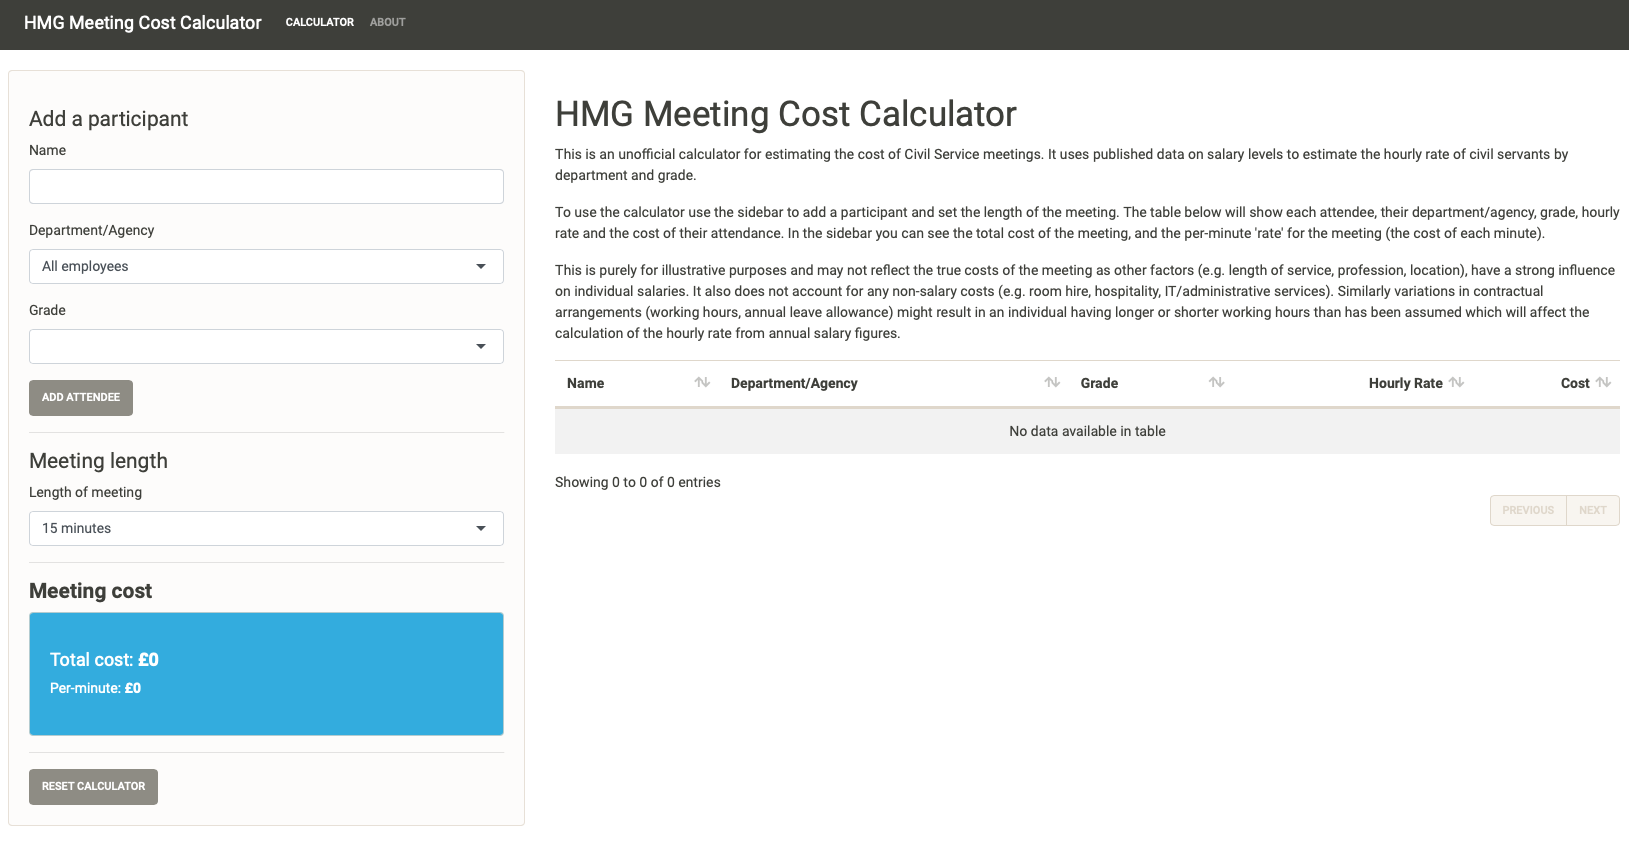 HMG Meeting Cost Calculator CALCULATOR ABOUT
Add a participant
Name
Department/Agency
All employees
Grade
ADD ATTENDEE
Meeting length
Length of meeting
15 minutes
Meeting cost
Total cost: £0
Per-minute: £0
RESET CALCULATOR
HMG Meeting Cost Calculator
This is an unofficial calculator for estimating the cost of Civil Service meetings. It uses published data on salary levels to estimate the hourly rate of civil servants by
department and grade.
To use the calculator use the sidebar to add a participant and set the length of the meeting. The table below will show each attendee, their department/agency, grade, hourly
rate and the cost of their attendance. In the sidebar you can see the total cost of the meeting, and the per-minute 'rate' for the meeting (the cost of each minute).
This is purely for illustrative purposes and may not reflect the true costs of the meeting as other factors (e.g. length of service, profession, location), have a strong influence
on individual salaries. It also does not account for any non-salary costs (e.g. room hire, hospitality, IT/administrative services). Similarly variations in contractual
arrangements (working hours, annual leave allowance) might result in an individual having longer or shorter working hours than has been assumed which will affect the
calculation of the hourly rate from annual salary figures.
Name Department/Agency Grade Hourly Rate Cost
No data available in table
Showing 0 to 0 of 0 entries
PREVIOUS NEXT